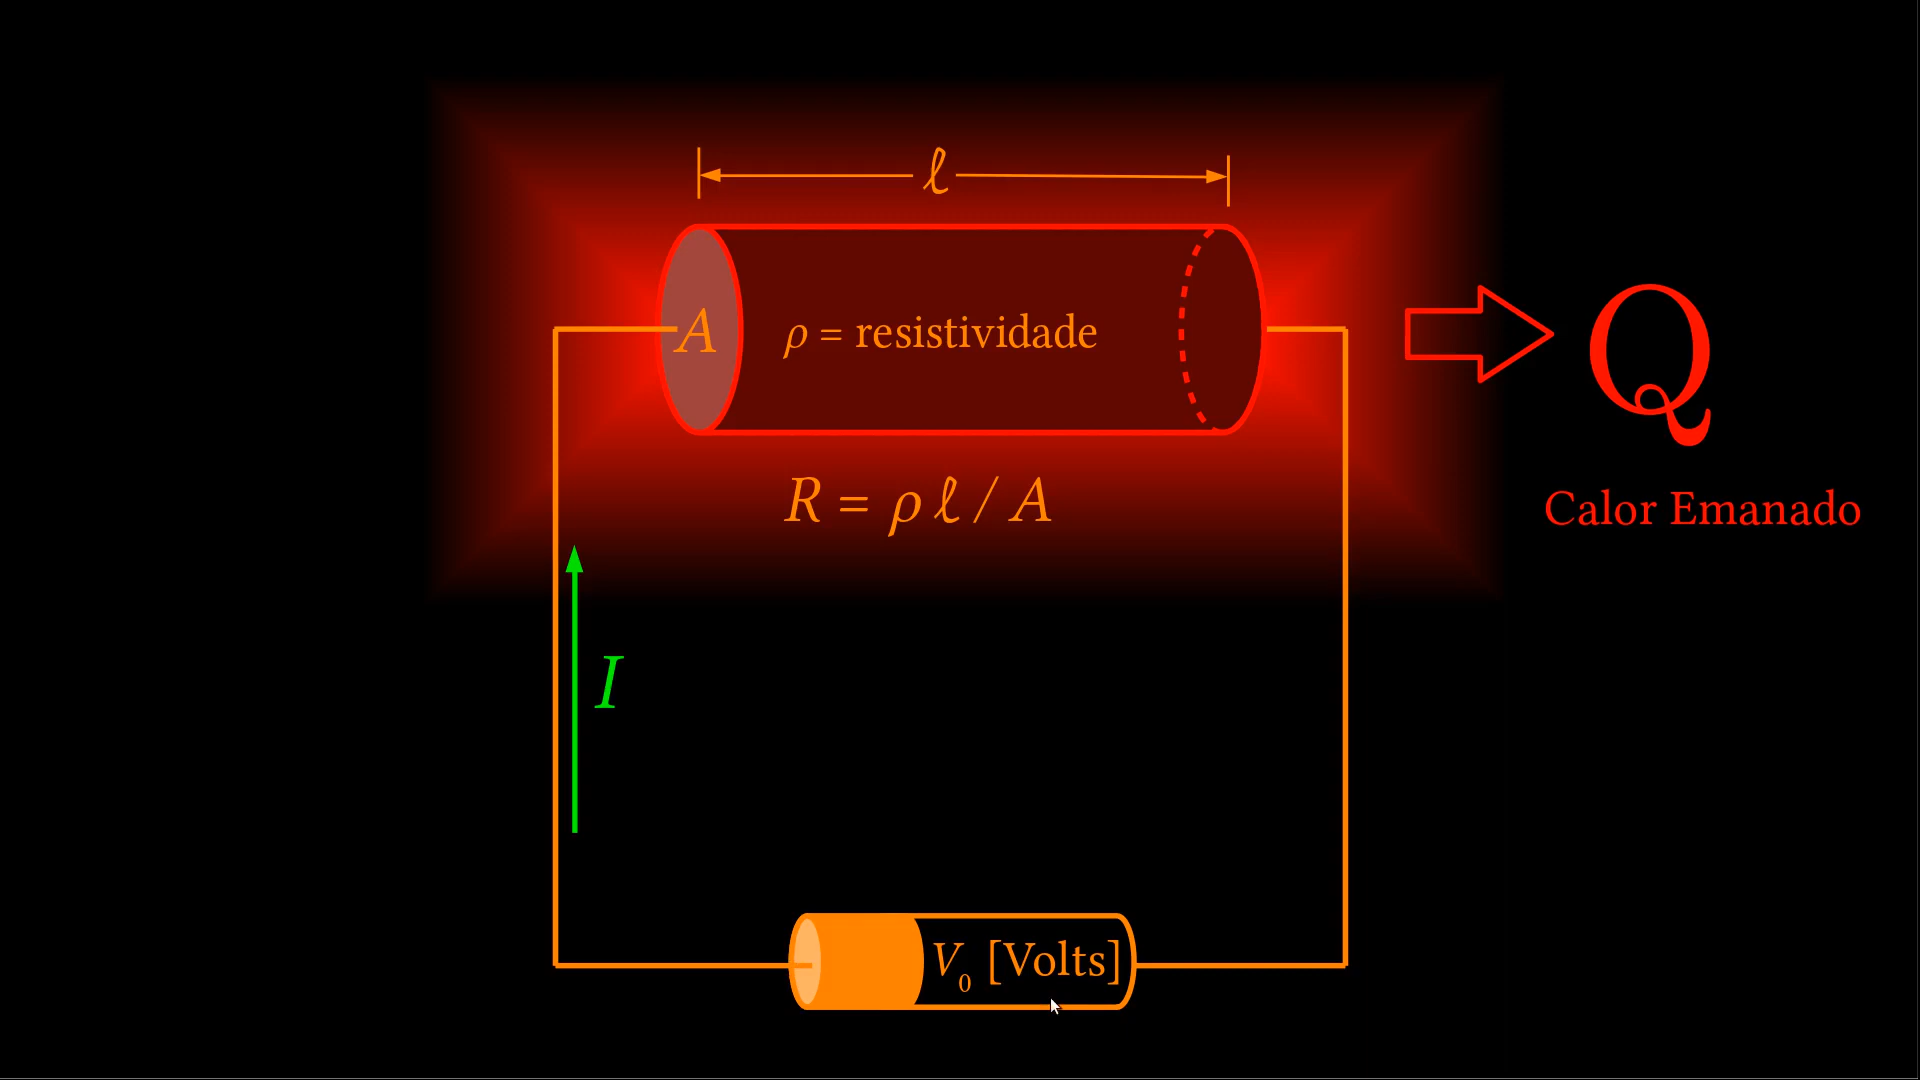 ℓ
A
ρ = resistividade
Q
R = ρ ℓ / A
Calor Emanado
I
V₀ [Volts]